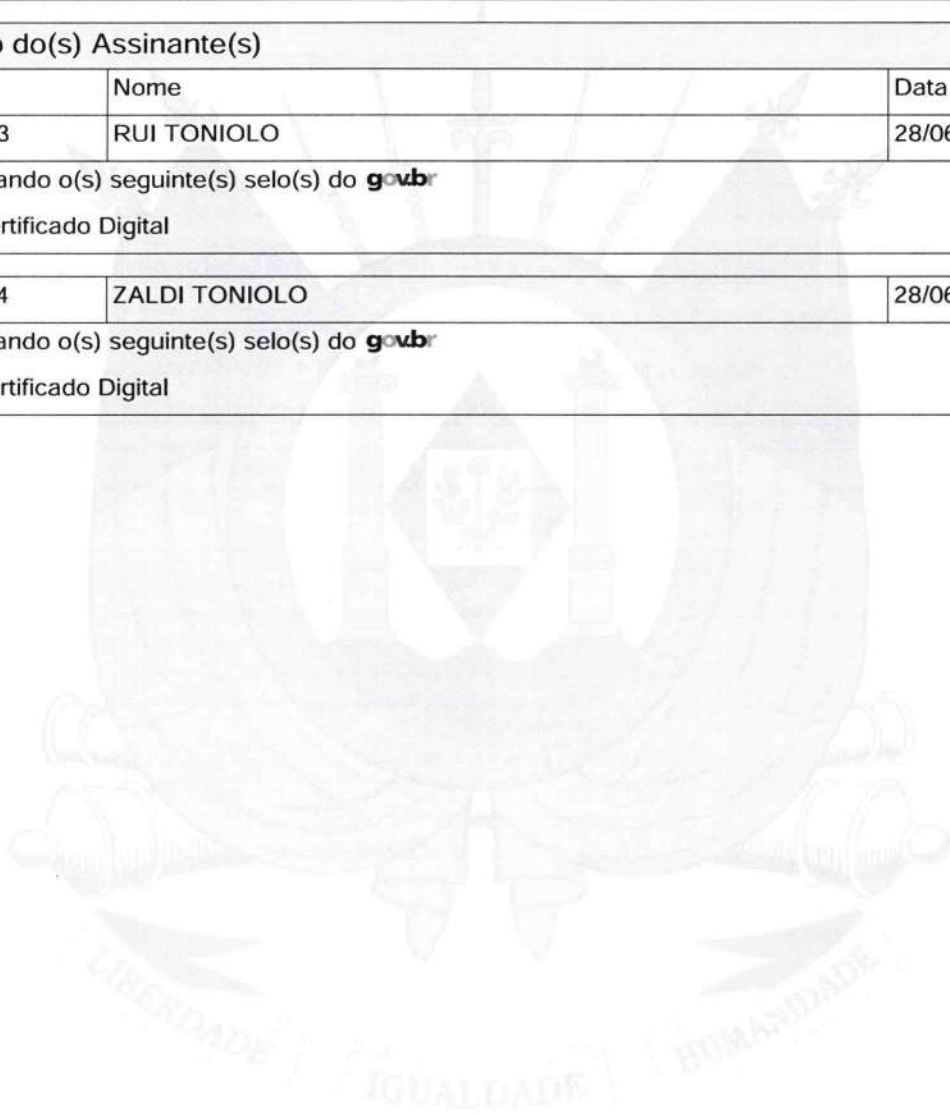 do(s) Assinante(s)
Nome Data
3 RUI TONIOLO 28/06
ando o(s) seguinte(s) selo(s) do gov.br
rtificado Digital
4 ZALDI TONIOLO 28/06
ando o(s) seguinte(s) selo(s) do gov.br
rtificado Digital
LIBERDADE IGUALDADE HUMANIDADE